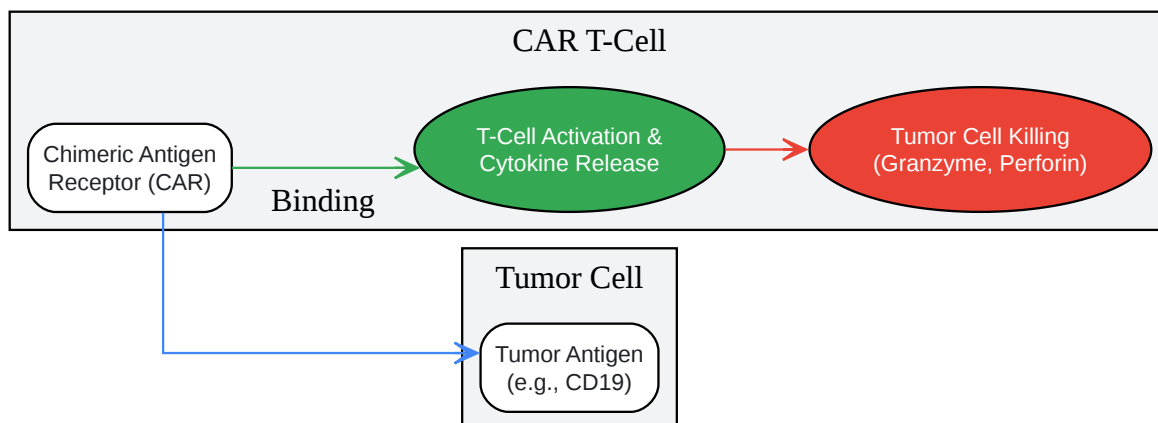 CAR T-Cell
Chimeric Antigen
Receptor (CAR)
Binding
T-Cell Activation &
Cytokine Release
Tumor Cell Killing
(Granzyme, Perforin)
Tumor Cell
Tumor Antigen
(e.g., CD19)